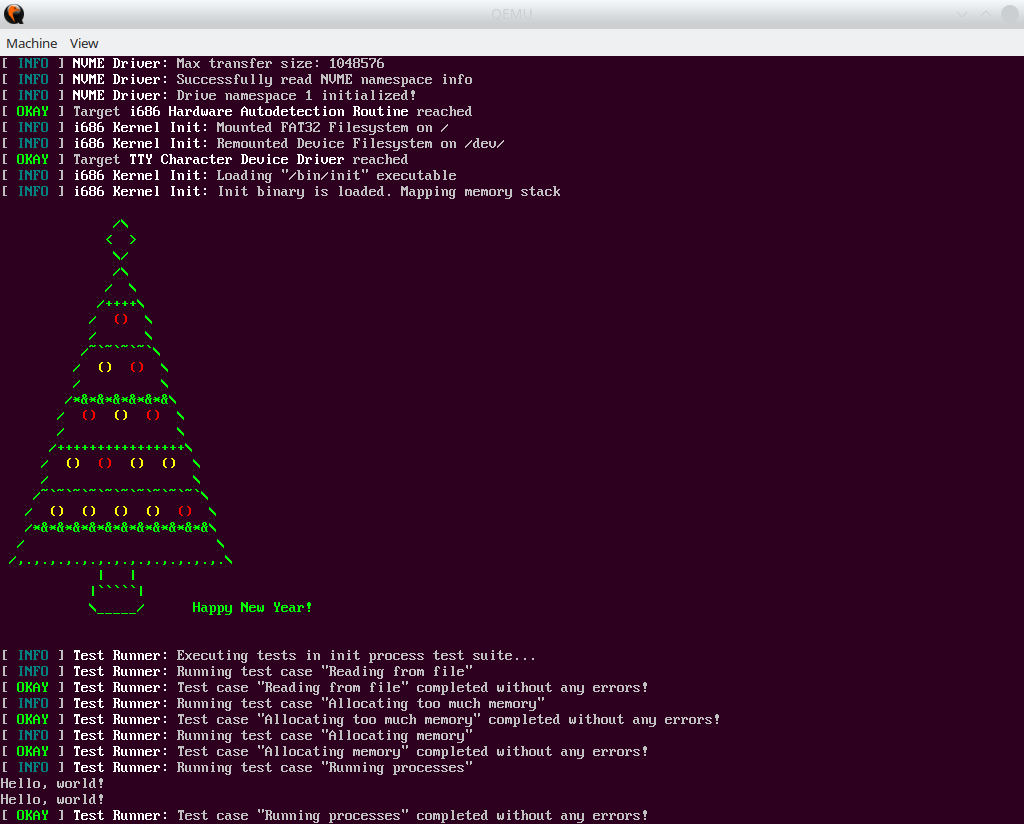 QEMU
Machine View
[ INFO ] NVME Driver: Max transfer size: 1048576
[ INFO ] NVME Driver: Successfully read NVME namespace info
[ INFO ] NVME Driver: Drive namespace 1 initialized!
[ OKAY ] Target i686 Hardware Autodetection Routine reached
[ INFO ] i686 Kernel Init: Mounted FAT32 Filesystem on /
[ INFO ] i686 Kernel Init: Remounted Device Filesystem on /dev/
[ OKAY ] Target TTY Character Device Driver reached
[ INFO ] i686 Kernel Init: Loading "/bin/init" executable
[ INFO ] i686 Kernel Init: Init binary is loaded. Mapping memory stack
Happy New Year!
[ INFO ] Test Runner: Executing tests in init process test suite...
[ INFO ] Test Runner: Running test case "Reading from file"
[ OKAY ] Test Runner: Test case "Reading from file" completed without any errors!
[ INFO ] Test Runner: Running test case "Allocating too much memory"
[ OKAY ] Test Runner: Test case "Allocating too much memory" completed without any errors!
[ INFO ] Test Runner: Running test case "Allocating memory"
[ OKAY ] Test Runner: Test case "Allocating memory" completed without any errors!
[ INFO ] Test Runner: Running test case "Running processes"
Hello, world!
Hello, world!
[ OKAY ] Test Runner: Test case "Running processes" completed without any errors!